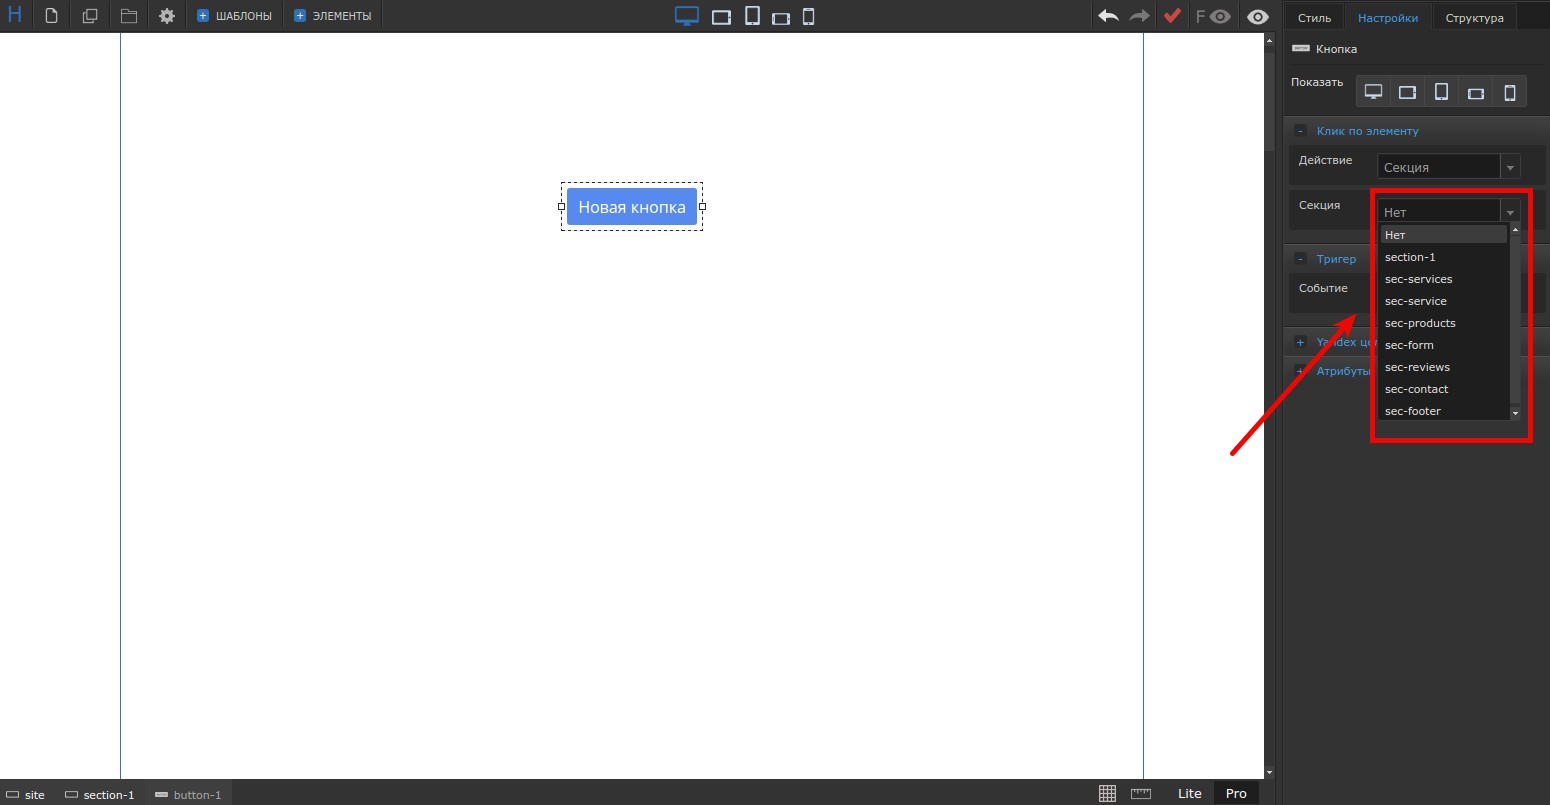 H
ШАБЛОНЫ
ЭЛЕМЕНТЫ
F
Стиль
Настройки
Структура
Кнопка
Показать
Клик по элементу
Действие
Секция
Секция
Нет
Нет
section-1
sec-services
sec-service
sec-products
sec-form
sec-reviews
sec-contact
sec-footer
Тригер
Событие
Yandex це
Атрибуты
Новая кнопка
site
section-1
button-1
Lite
Pro